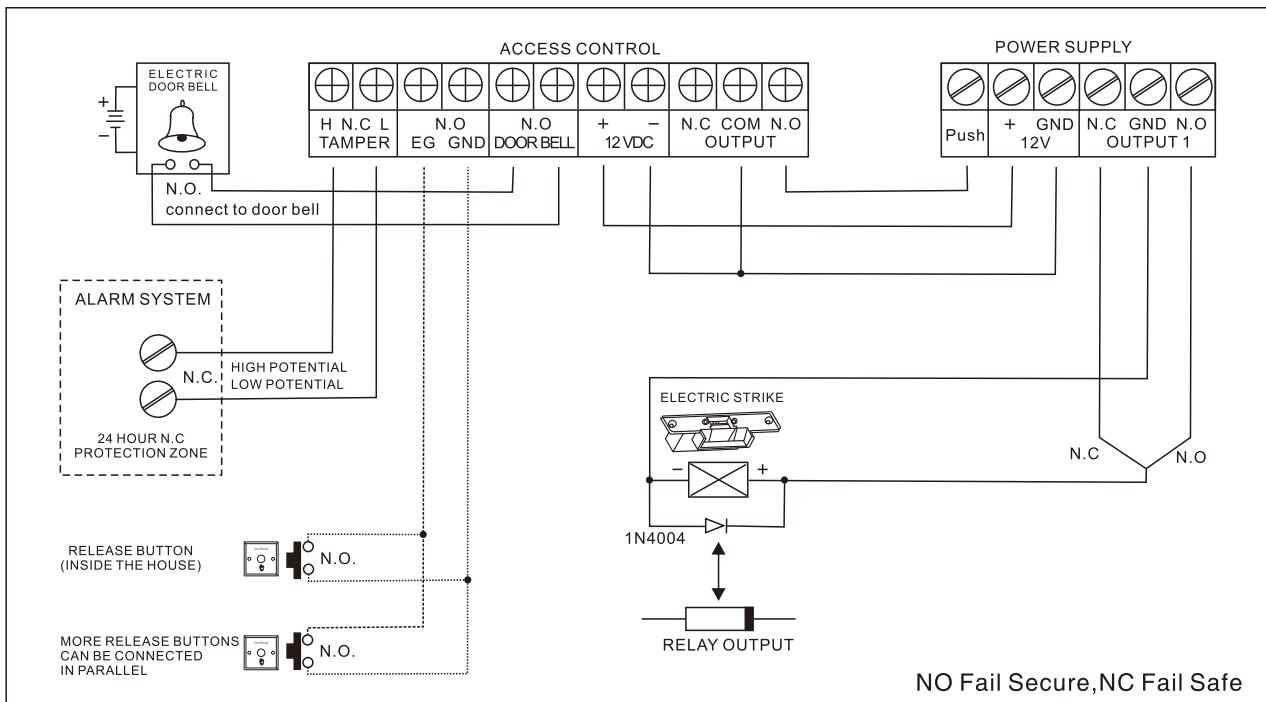 ACCESS CONTROL
POWER SUPPLY
ELECTRIC
DOOR BELL
+
−
H N.C L
TAMPER
N.O
EG GND
N.O
DOOR BELL
+ −
12 VDC
N.C COM N.O
OUTPUT
Push
+ GND
12V
N.C GND N.O
OUTPUT 1
N.O.
connect to door bell
ALARM SYSTEM
N.C.
HIGH POTENTIAL
LOW POTENTIAL
24 HOUR N.C
PROTECTION ZONE
ELECTRIC STRIKE
− +
1N4004
RELAY OUTPUT
N.C
N.O
RELEASE BUTTON
(INSIDE THE HOUSE)
N.O.
MORE RELEASE BUTTONS
CAN BE CONNECTED
IN PARALLEL
N.O.
NO Fail Secure,NC Fail Safe